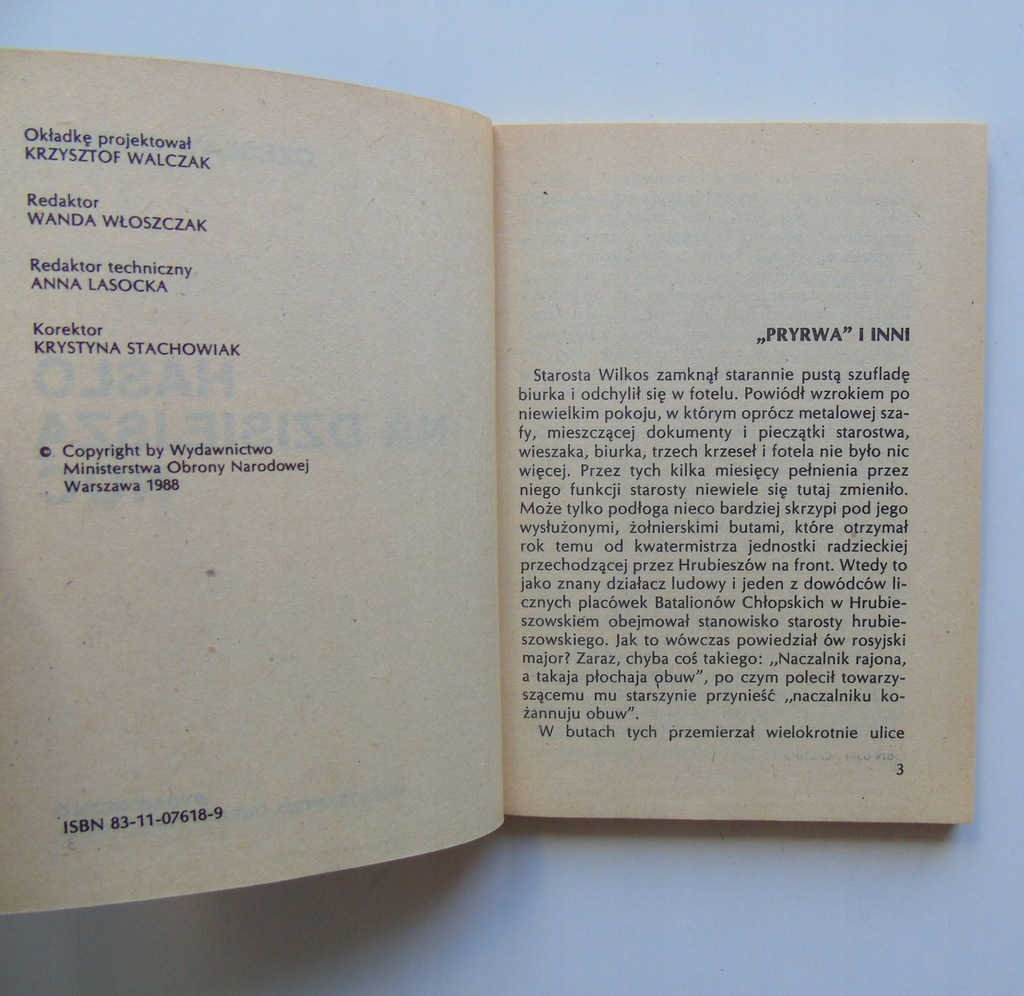 Okładkę projektował
KRZYSZTOF WALCZAK
Redaktor
WANDA WŁOSZCZAK
Redaktor techniczny
ANNA LASOCKA
Korektor
KRYSTYNA STACHOWIAK
© Copyright by Wydawnictwo
Ministerstwa Obrony Narodowej
Warszawa 1988
ISBN 83-11-07618-9
„PRYRWA” I INNI
Starosta Wilkos zamknął starannie pustą szufladę
biurka i odchylił się w fotelu. Powiódł wzrokiem po
niewielkim pokoju, w którym oprócz metalowej sza-
fy, mieszczącej dokumenty i pieczątki starostwa,
wieszaka, biurka, trzech krzeseł i fotela nie było nic
więcej. Przez tych kilka miesięcy pełnienia przez
niego funkcji starosty niewiele się tutaj zmieniło.
Może tylko podłoga nieco bardziej skrzypi pod jego
wysłużonymi, żołnierskimi butami, które otrzymał
rok temu od kwatermistrza jednostki radzieckiej
przechodzącej przez Hrubieszów na front. Wtedy to
jako znany działacz ludowy i jeden z dowódców li-
cznych placówek Batalionów Chłopskich w Hrubie-
szowskiem obejmował stanowisko starosty hrubie-
szowskiego. Jak to wówczas powiedział ów rosyjski
major? Zaraz, chyba coś takiego: „Naczalnik rajona,
a takaja płochaja obuw”, po czym polecił towarzy-
szącemu mu starszynie przynieść „naczalniku ko-
żannuju obuw”.
W butach tych przemierzał wielokrotnie ulice
3